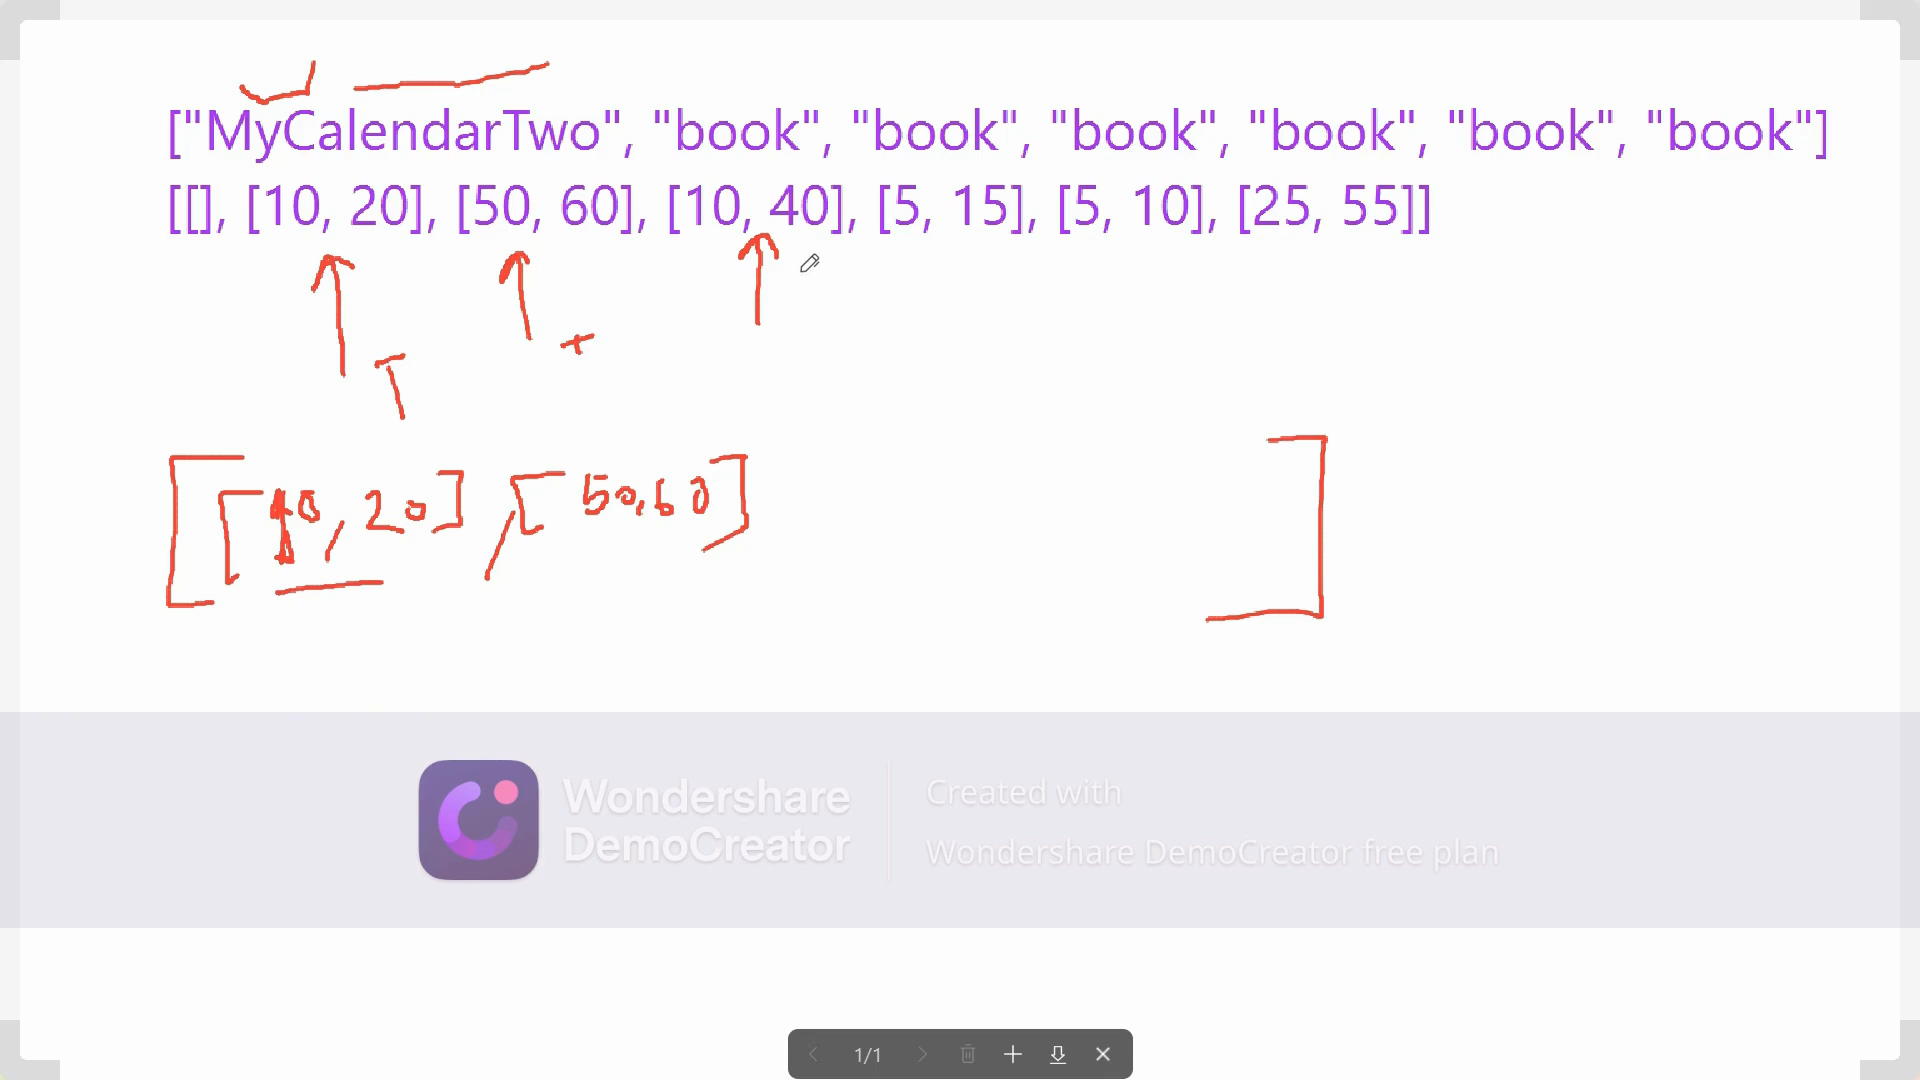 ["MyCalendarTwo", "book", "book", "book", "book", "book", "book"]
[[], [10, 20], [50, 60], [10, 40], [5, 15], [5, 10], [25, 55]]
T
+
[[10, 20], [50,60] ]
Wondershare
DemoCreator
Created with
Wondershare DemoCreator free plan
1/1